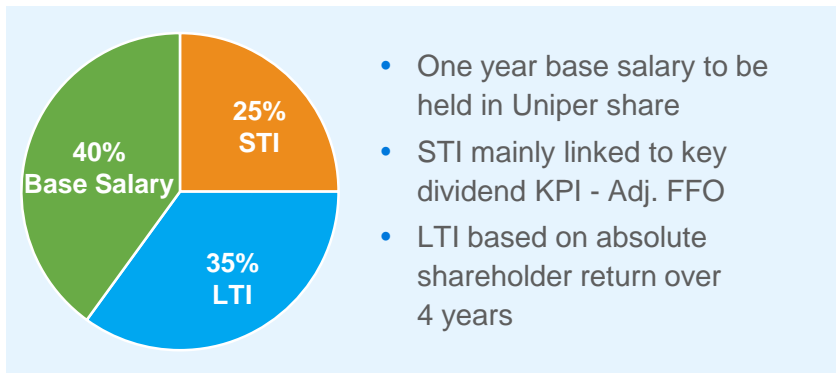 25%
STI
40%
Base Salary
35%
LTI
• One year base salary to be
held in Uniper share
• STI mainly linked to key
dividend KPI - Adj. FFO
• LTI based on absolute
shareholder return over
4 years